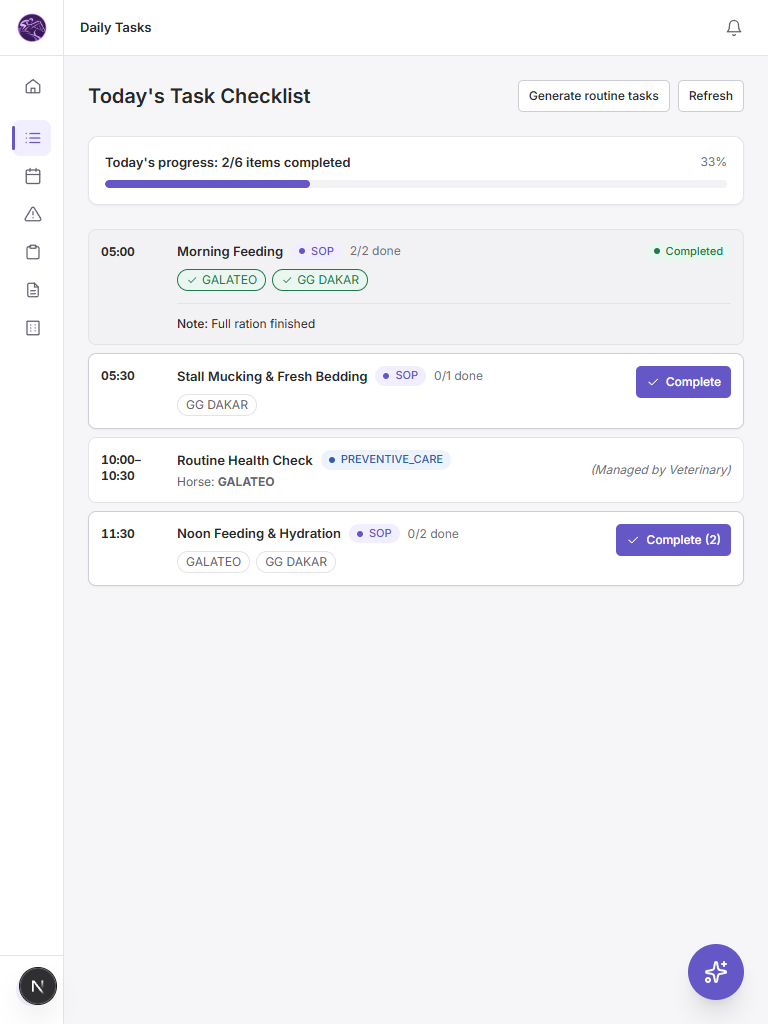 Daily Tasks
Today's Task Checklist
Generate routine tasks
Refresh
Today's progress: 2/6 items completed
33%
05:00
Morning Feeding
SOP
2/2 done
Completed
GALATEO
GG DAKAR
Note: Full ration finished
05:30
Stall Mucking & Fresh Bedding
SOP
0/1 done
Complete
GG DAKAR
10:00–
10:30
Routine Health Check
PREVENTIVE_CARE
(Managed by Veterinary)
Horse: GALATEO
11:30
Noon Feeding & Hydration
SOP
0/2 done
Complete (2)
GALATEO
GG DAKAR
N